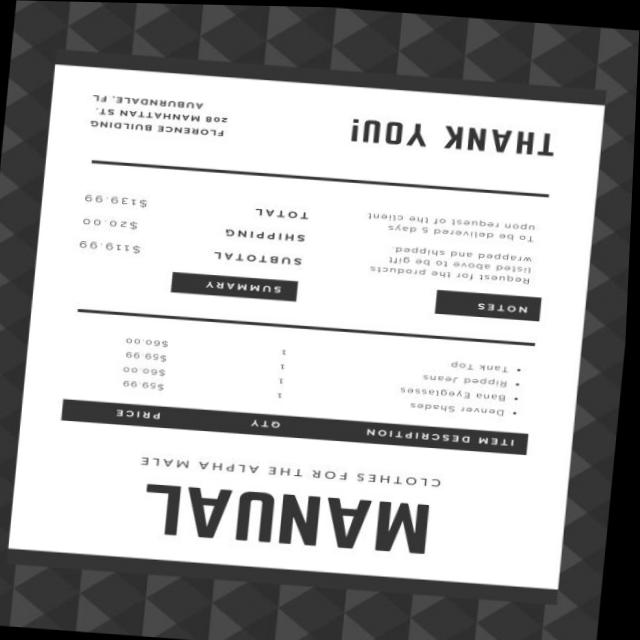 MANUAL
CLOTHES FOR THE ALPHA MALE
ITEM DESCRIPTION QTY PRICE
• Denver Shades 1 $59.99
• Bana Eyeglasses 1 $60.00
• Ripped Jeans 1 $59.99
• Tank Top 1 $60.00
NOTES
Request for the products
listed above to be gift
wrapped and shipped.
To be delivered 5 days
upon request of the client
SUMMARY
SUBTOTAL $119.99
SHIPPING $20.00
TOTAL $139.99
THANK YOU!
FLORENCE BUILDING
208 MANHATTAN ST.
AUBURNDALE, FL